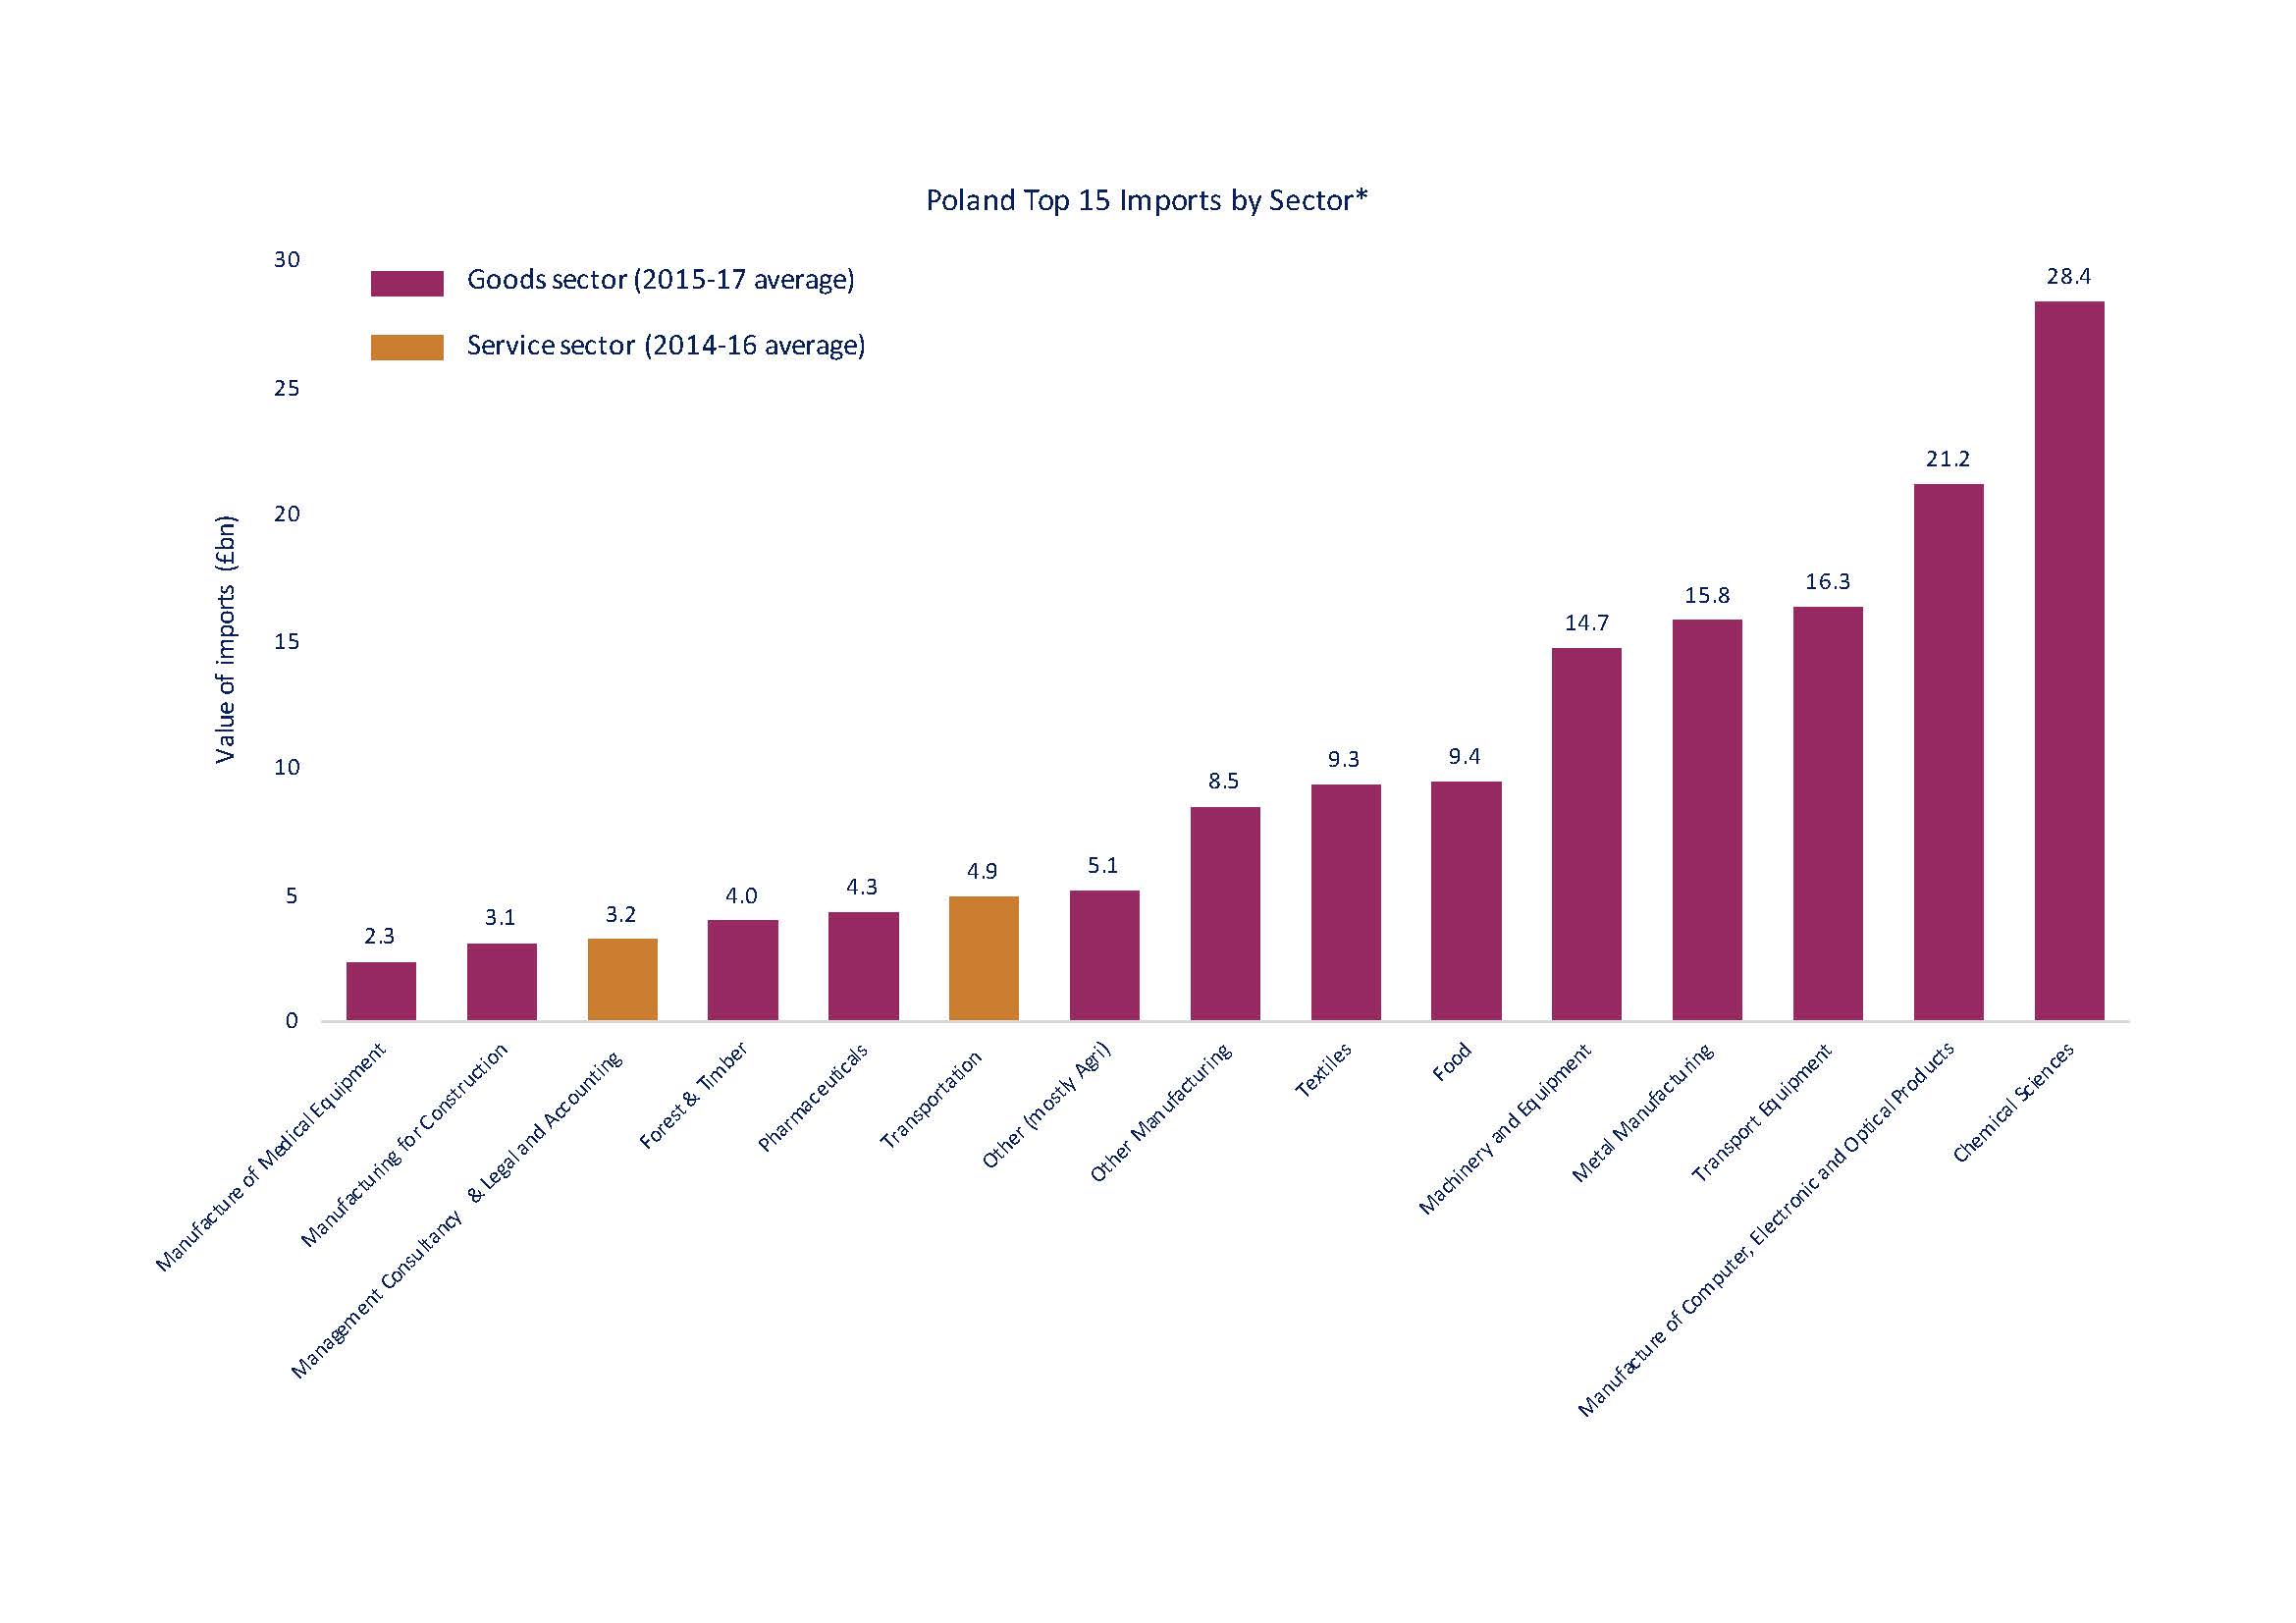 Poland Top 15 Imports by Sector*
Goods sector (2015-17 average)
Service sector (2014-16 average)
Value of imports (£bn)
30
25
20
15
10
5
0
2.3
3.1
3.2
4.0
4.3
4.9
5.1
8.5
9.3
9.4
14.7
15.8
16.3
21.2
28.4
Manufacture of Medical Equipment
Manufacturing for Construction
Management Consultancy & Legal and Accounting
Forest & Timber
Pharmaceuticals
Transportation
Other (mostly Agri)
Other Manufacturing
Textiles
Food
Machinery and Equipment
Metal Manufacturing
Transport Equipment
Manufacture of Computer, Electronic and Optical Products
Chemical Sciences